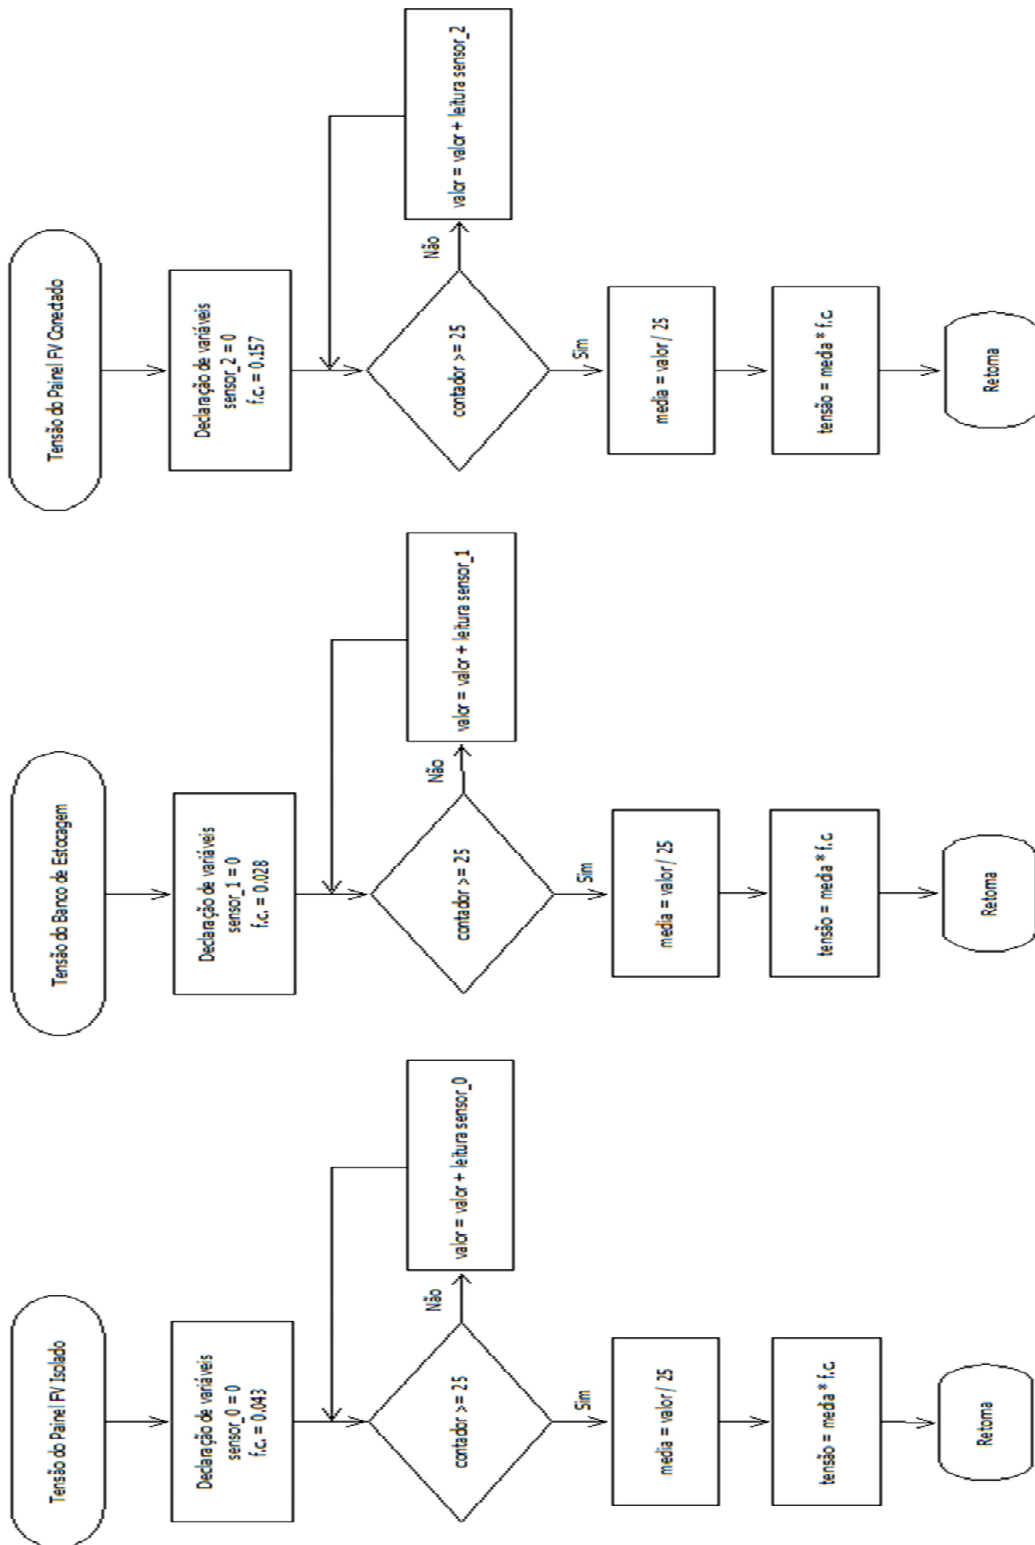 Tensão do Painel FV Isolado
Declaração de variáveis
sensor_0 = 0
f.c. = 0.043
contador >= 25
Não
valor = valor + leitura sensor_0
Sim
media = valor / 25
tensão = media * f.c.
Retorna
Tensão do Banco de Estocagem
Declaração de variáveis
sensor_1 = 0
f.c. = 0.028
contador >= 25
Não
valor = valor + leitura sensor_1
Sim
media = valor / 25
tensão = media * f.c.
Retorna
Tensão do Painel FV Conectado
Declaração de variáveis
sensor_2 = 0
f.c. = 0.157
contador >= 25
Não
valor = valor + leitura sensor_2
Sim
media = valor / 25
tensão = media * f.c.
Retorna